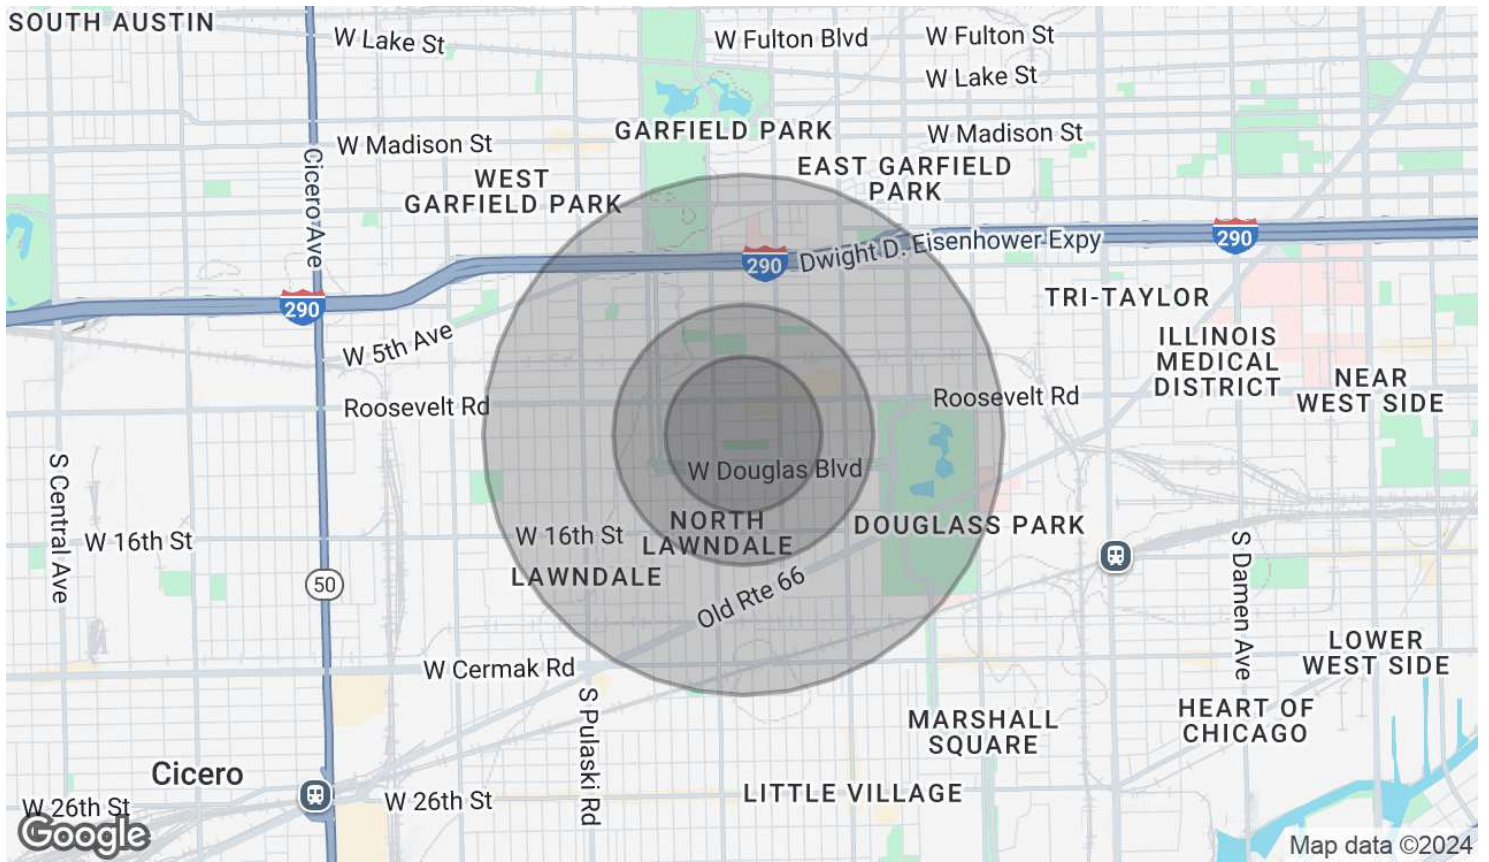 SOUTH AUSTIN
W Lake St
W Fulton Blvd
W Fulton St
W Lake St
W Madison St
GARFIELD PARK
W Madison St
Cicero Ave
WEST
GARFIELD PARK
EAST GARFIELD
PARK
290
290
Dwight D. Eisenhower Expy
290
TRI-TAYLOR
W 5th Ave
ILLINOIS
MEDICAL
DISTRICT
NEAR
WEST SIDE
Roosevelt Rd
Roosevelt Rd
S Central Ave
W Douglas Blvd
W 16th St
W 16th St
NORTH
LAWNDALE
DOUGLASS PARK
LAWNDALE
50
Old Rte 66
S Damen Ave
W Cermak Rd
LOWER
WEST SIDE
S Pulaski Rd
MARSHALL
SQUARE
HEART OF
CHICAGO
Cicero
W 26th St
W 26th St
LITTLE VILLAGE
Google
Map data ©2024